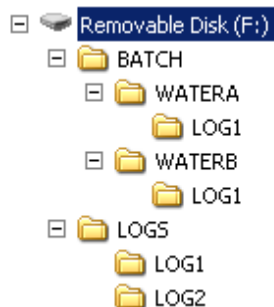 Removable Disk (F:)
BATCH
WATERA
LOG1
WATERB
LOG1
LOGS
LOG1
LOG2